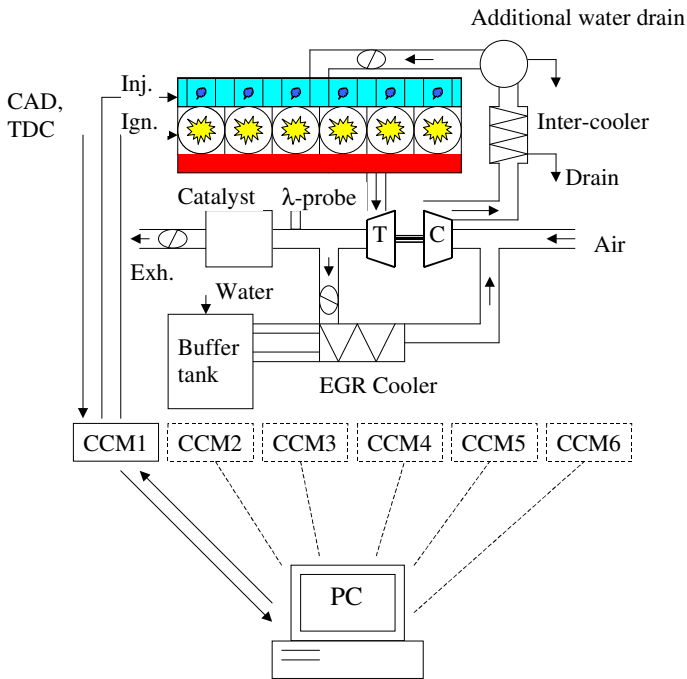 Additional water drain
Inj.
CAD,
TDC
Ign.
Inter-cooler
Drain
Catalyst
λ-probe
T
C
Air
Exh.
Water
Buffer
tank
EGR Cooler
CCM1
CCM2
CCM3
CCM4
CCM5
CCM6
PC